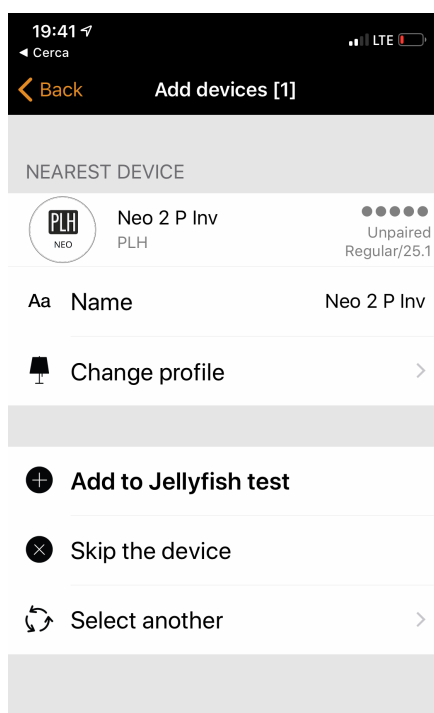 19:41
Cerca
LTE
Back
Add devices [1]
NEAREST DEVICE
PLH
NEO
Neo 2 P Inv
PLH
Unpaired
Regular/25.1
Aa Name Neo 2 P Inv
Change profile
Add to Jellyfish test
Skip the device
Select another